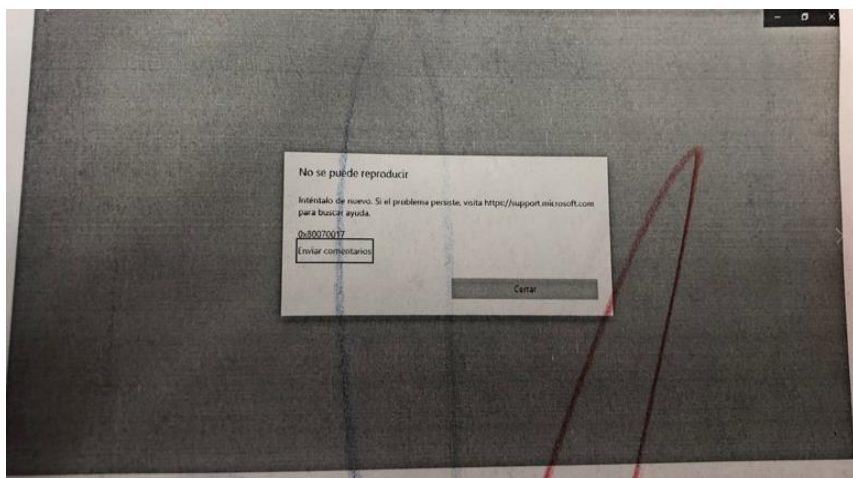 No se puede reproducir
Inténtalo de nuevo. Si el problema persiste, visita https://support.microsoft.com
para buscar ayuda.
0x80070017
Enviar comentarios
Cerrar